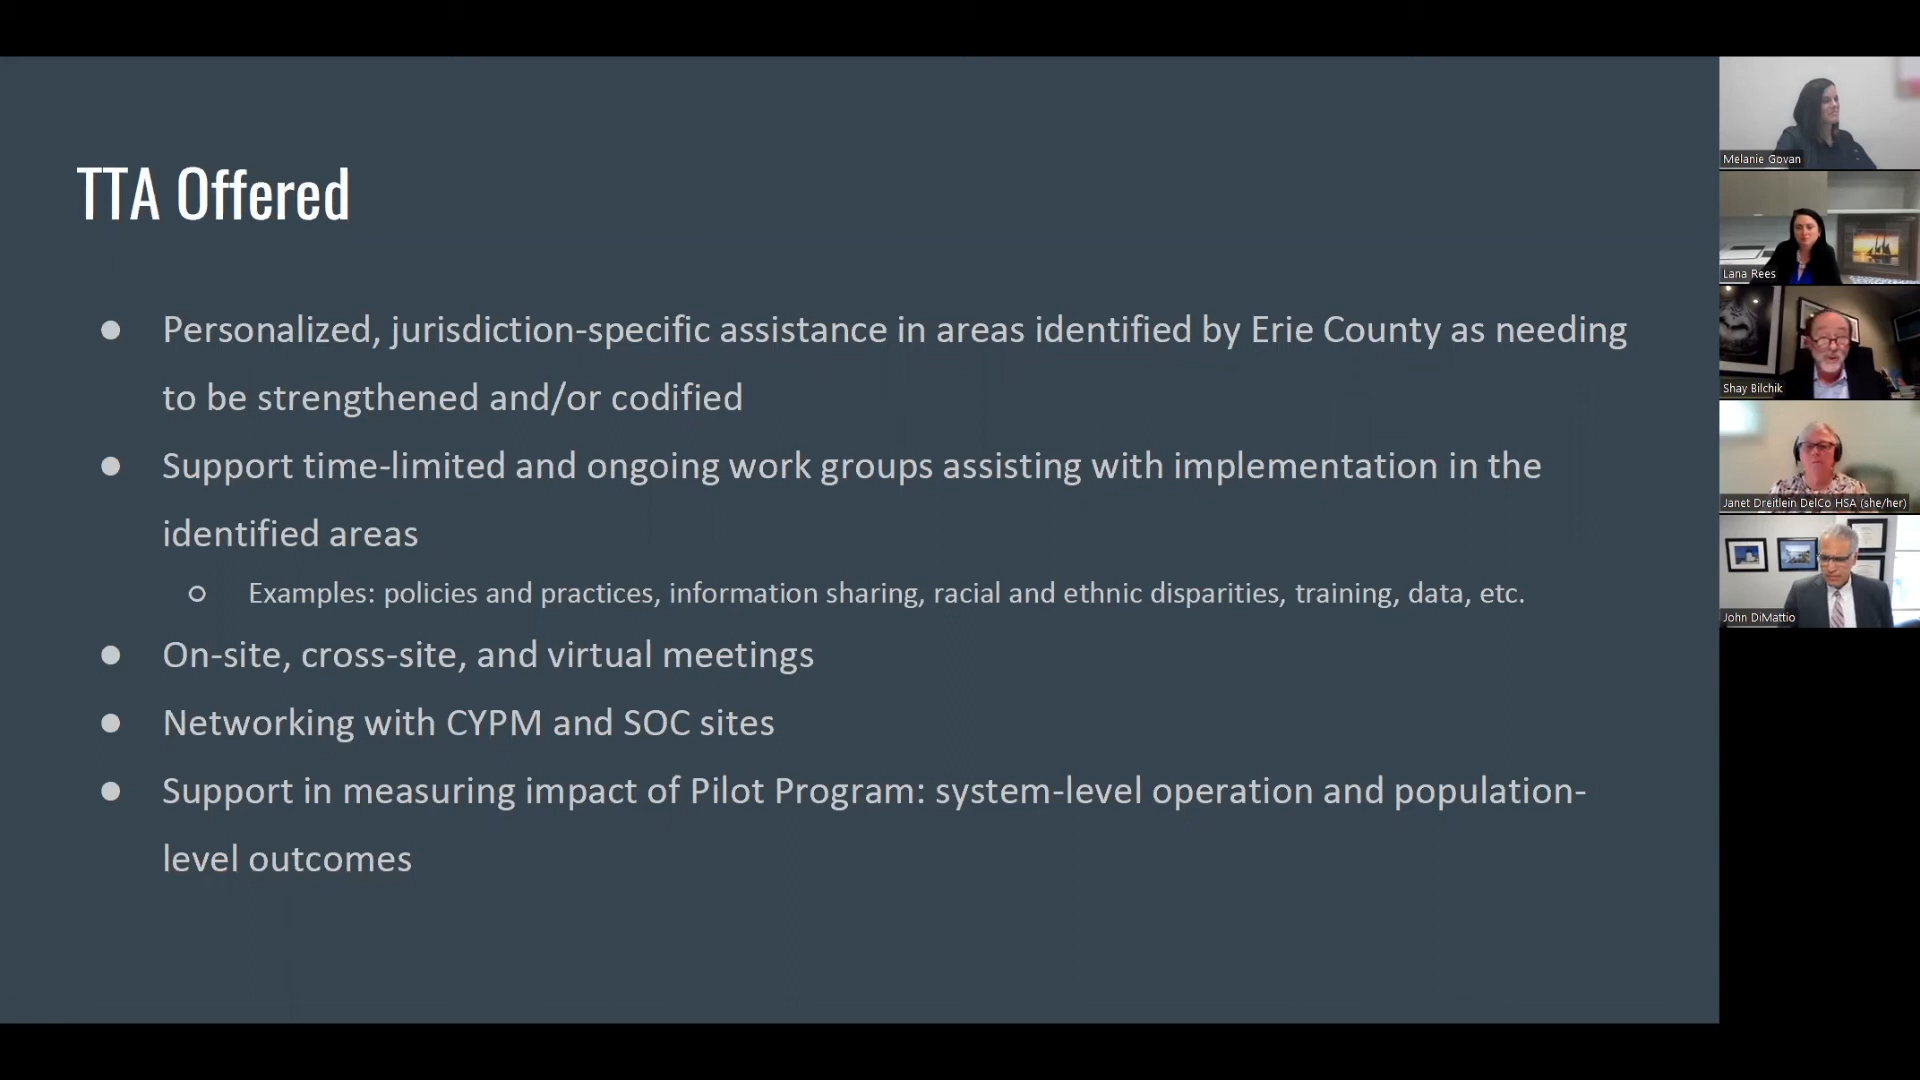 TTA Offered
● Personalized, jurisdiction-specific assistance in areas identified by Erie County as needing
to be strengthened and/or codified
● Support time-limited and ongoing work groups assisting with implementation in the
identified areas
○ Examples: policies and practices, information sharing, racial and ethnic disparities, training, data, etc.
● On-site, cross-site, and virtual meetings
● Networking with CYPM and SOC sites
● Support in measuring impact of Pilot Program: system-level operation and population-
level outcomes
Melanie Govan
Lana Rees
Shay Bilchik
Janet Dreitlein DelCo HSA (she/her)
John DiMattio